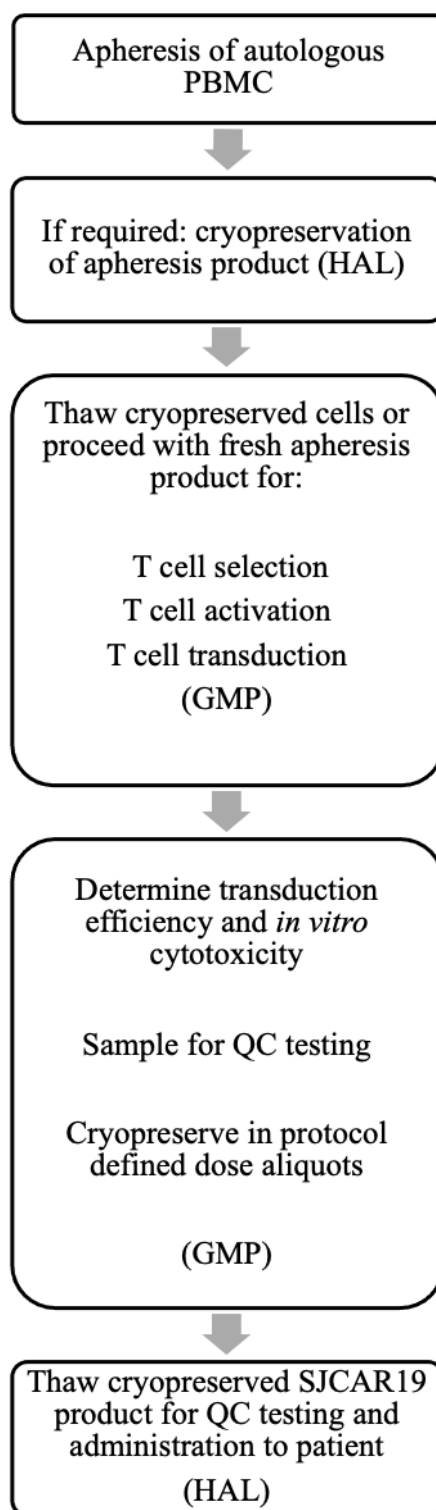 Apheresis of autologous
PBMC
If required: cryopreservation
of apheresis product (HAL)
Thaw cryopreserved cells or
proceed with fresh apheresis
product for:
T cell selection
T cell activation
T cell transduction
(GMP)
Determine transduction
efficiency and in vitro
cytotoxicity
Sample for QC testing
Cryopreserve in protocol
defined dose aliquots
(GMP)
Thaw cryopreserved SJCAR19
product for QC testing and
administration to patient
(HAL)